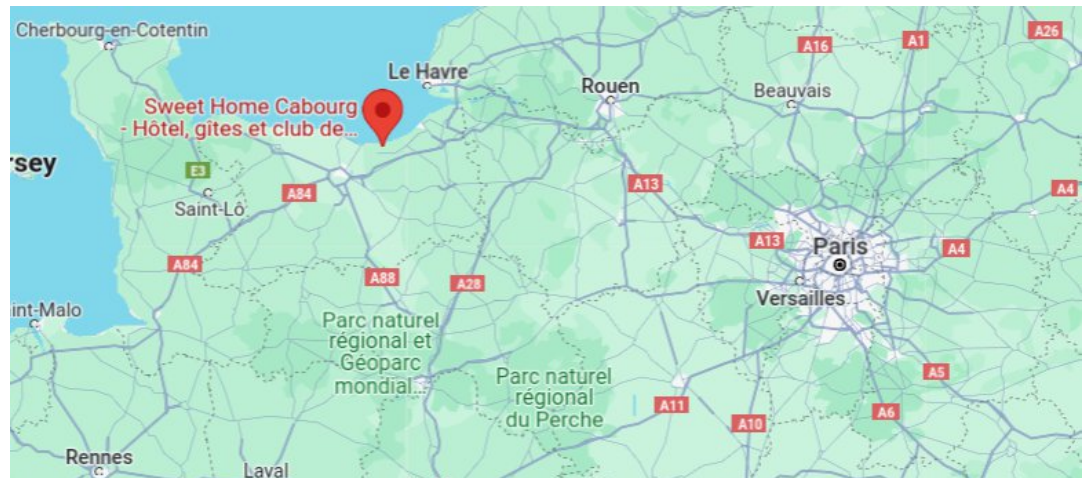 Cherbourg-en-Cotentin
A16
A1
A26
Le Havre
Rouen
Beauvais
Sweet Home Cabourg
- Hôtel, gîtes et club de...
rsey
E3
A13
A4
Saint-Lô
A84
A13
Paris
A4
A84
A88
A28
Versailles
int-Malo
Parc naturel
régional et
Géoparc
mondial...
Parc naturel
régional
du Perche
A5
A11
A10
A6
Rennes
Laval